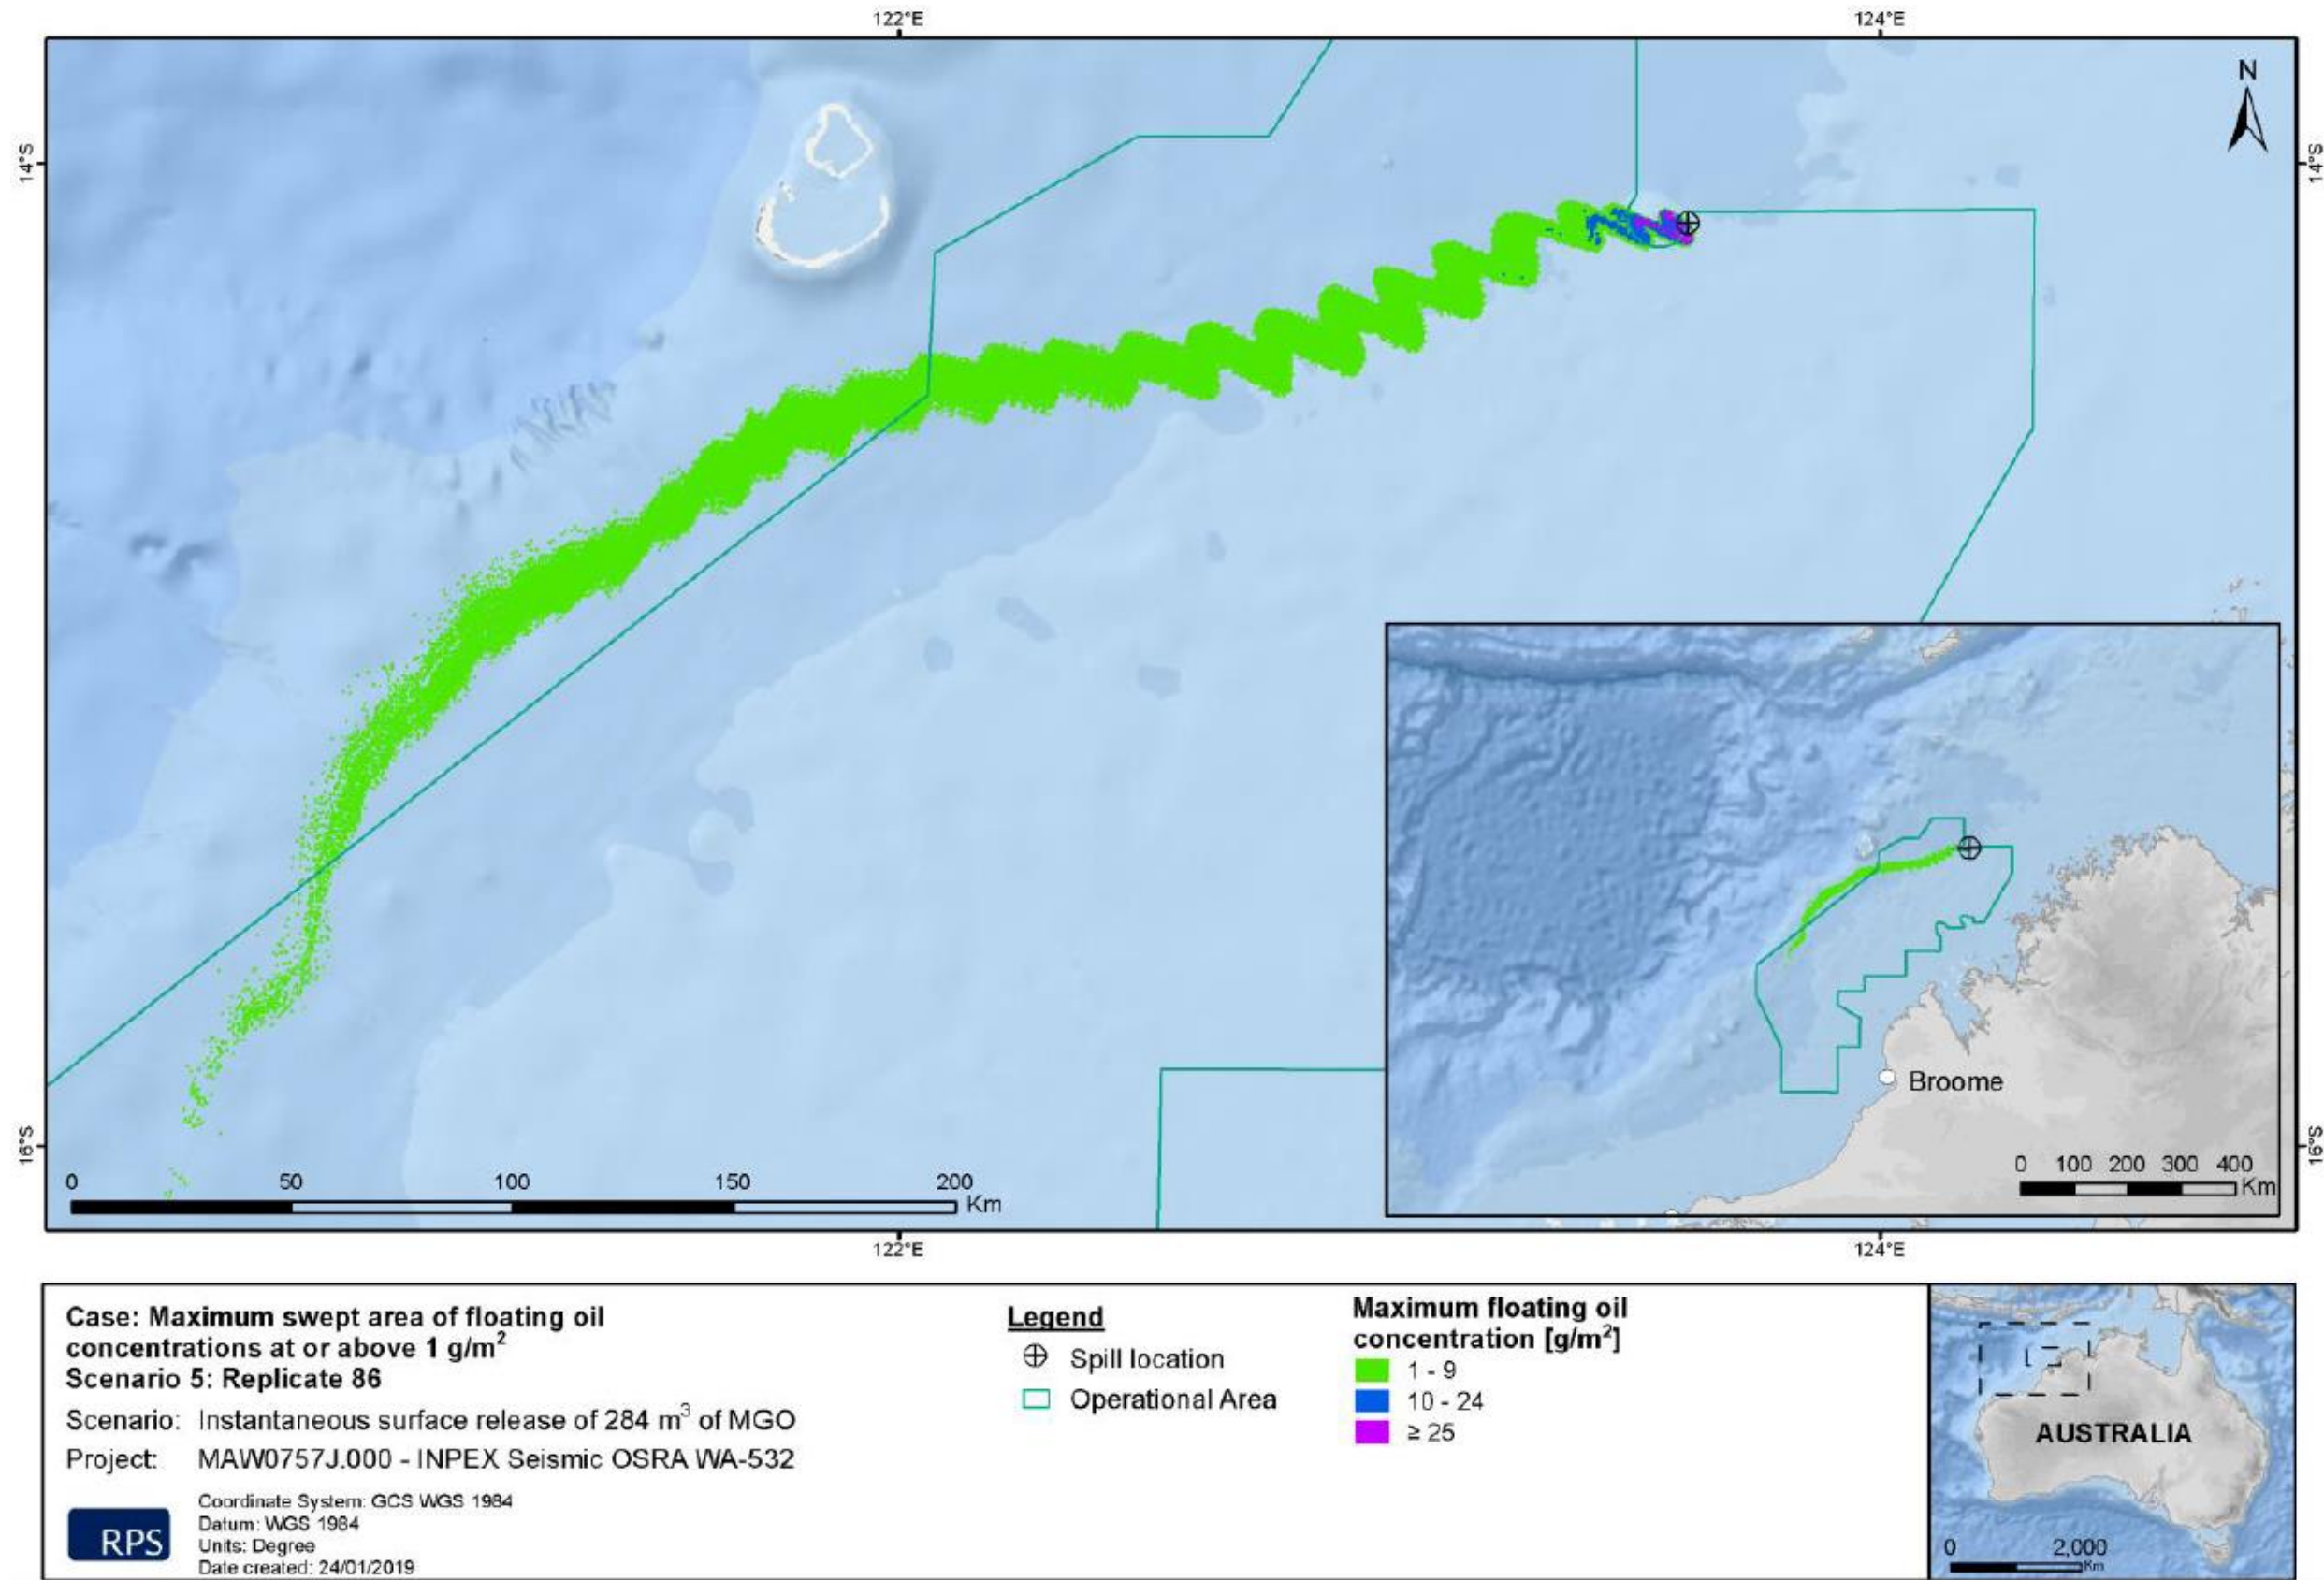 122°E
124°E
N
14°S
14°S
16°S
16°S
0 50 100 150 200
Km
Broome
0 100 200 300 400
Km
122°E
124°E
Case: Maximum swept area of floating oil
concentrations at or above 1 g/m²
Scenario 5: Replicate 86
Scenario: Instantaneous surface release of 284 m³ of MGO
Project: MAW0757J.000 - INPEX Seismic OSRA WA-532
RPS
Coordinate System: GCS WGS 1984
Datum: WGS 1984
Units: Degree
Date created: 24/01/2019
Legend
Spill location
Operational Area
Maximum floating oil
concentration [g/m²]
1 - 9
10 - 24
≥ 25
AUSTRALIA
0 2,000
Km